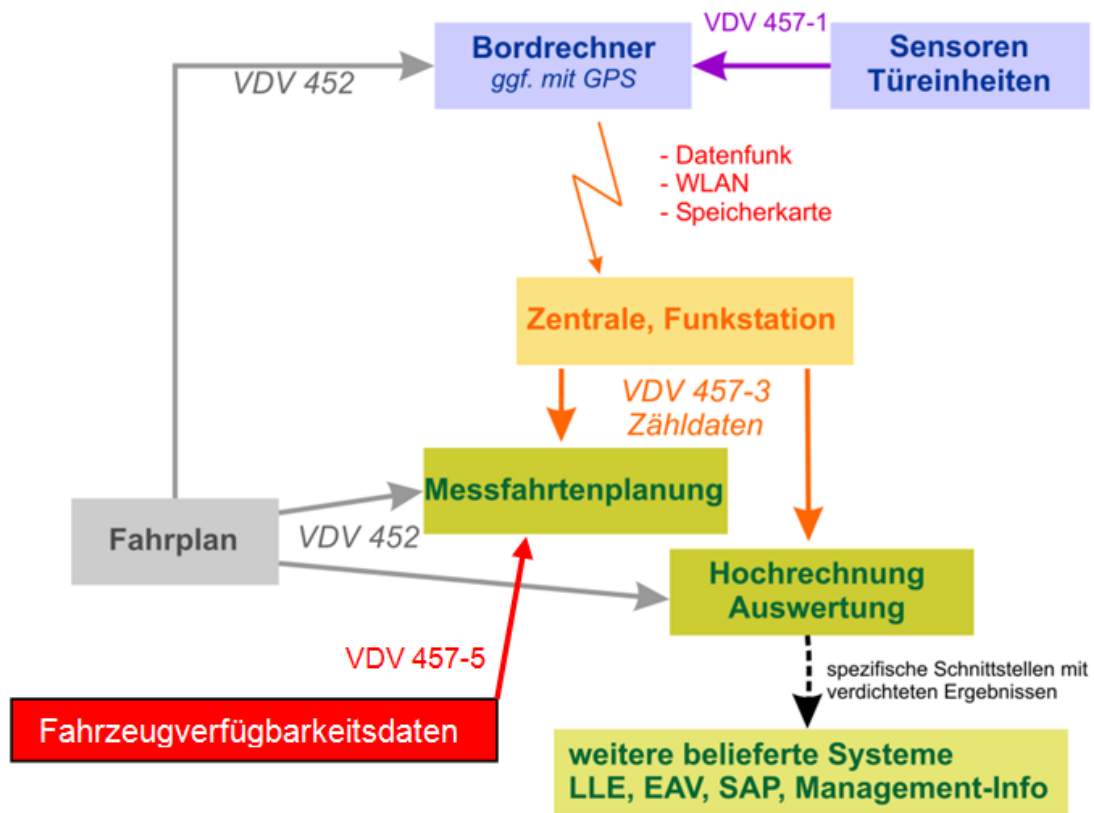 VDV 457-1
Bordrechner
ggf. mit GPS
Sensoren
Türeinheiten
VDV 452
- Datenfunk
- WLAN
- Speicherkarte
Zentrale, Funkstation
VDV 457-3
Zähldaten
Messfahrtenplanung
Fahrplan
VDV 452
Hochrechnung
Auswertung
VDV 457-5
spezifische Schnittstellen mit
verdichteten Ergebnissen
Fahrzeugverfügbarkeitsdaten
weitere belieferte Systeme
LLE, EAV, SAP, Management-Info